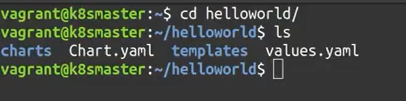 vagrant@k8smaster:~$ cd helloworld/
vagrant@k8smaster:~/helloworld$ ls
charts  Chart.yaml  templates  values.yaml
vagrant@k8smaster:~/helloworld$